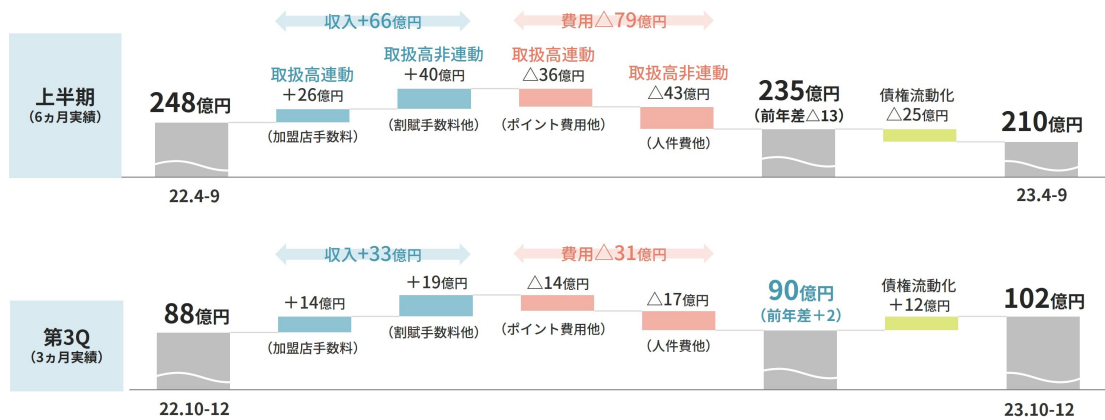 収入+66億円
費用△79億円
上半期
(6ヵ月実績)
248億円
取扱高連動
+26億円
(加盟店手数料)
取扱高非連動
+40億円
(割賦手数料他)
取扱高連動
△36億円
(ポイント費用他)
取扱高非連動
△43億円
(人件費他)
235億円
(前年差△13)
債権流動化
△25億円
210億円
22.4-9
23.4-9
収入+33億円
費用△31億円
第3Q
(3ヵ月実績)
88億円
+14億円
(加盟店手数料)
+19億円
(割賦手数料他)
△14億円
(ポイント費用他)
△17億円
(人件費他)
90億円
(前年差+2)
債権流動化
+12億円
102億円
22.10-12
23.10-12